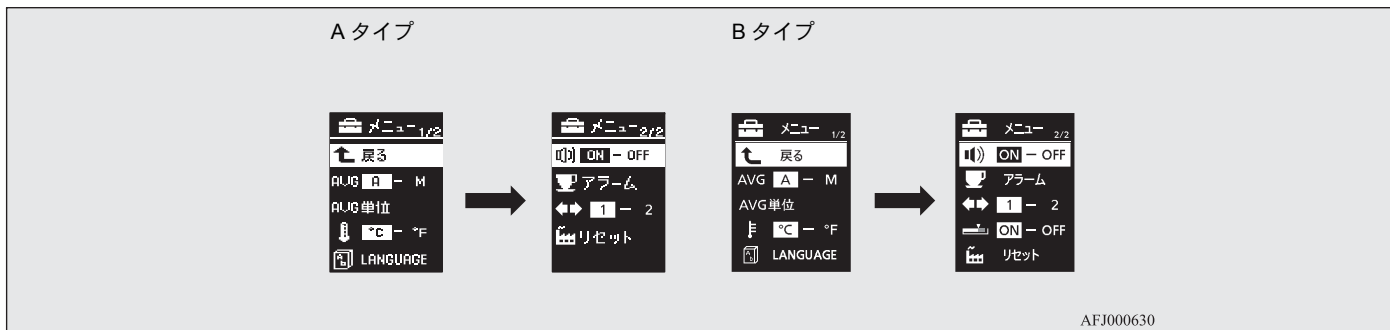 A タイプ
B タイプ
メニュー 1/2
戻る
AVG A - M
AVG単位
°C - °F
LANGUAGE
メニュー 2/2
ON - OFF
アラーム
1 - 2
リセット
メニュー 1/2
戻る
AVG A - M
AVG単位
°C - °F
LANGUAGE
メニュー 2/2
ON - OFF
アラーム
1 - 2
ON - OFF
リセット
AFJ000630